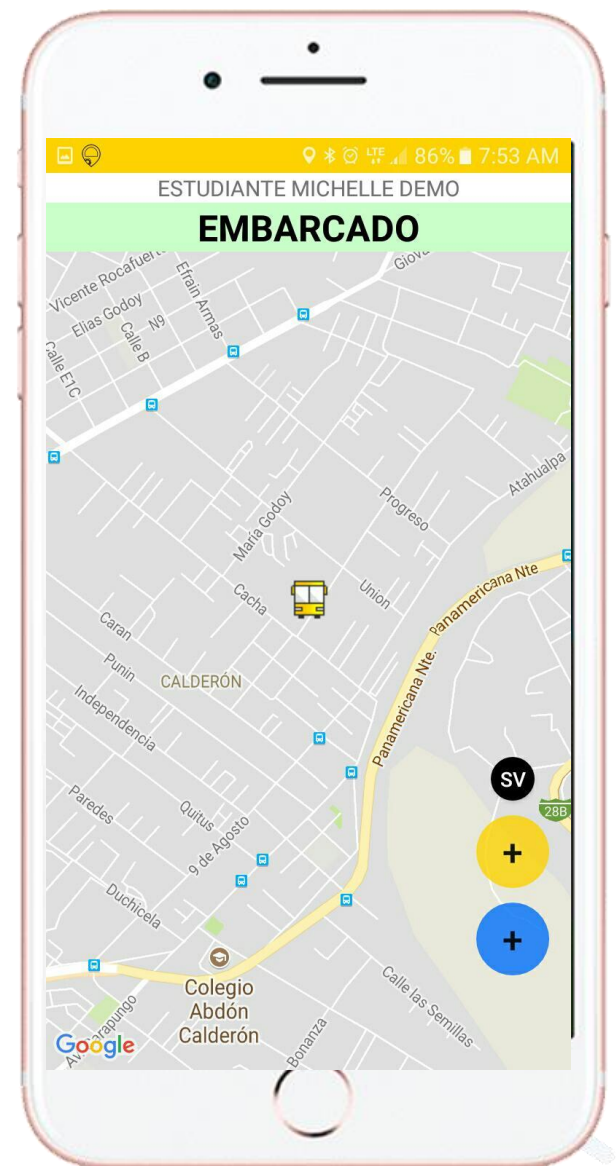 LTE 86% 7:53 AM
ESTUDIANTE MICHELLE DEMO
EMBARCADO
Vicente Rocafuerte
Efraín Armas
Elías Godoy
N9
Calle B
Calle E1C
Atahualpa
Progreso
María Godoy
Panamericana Nte
Union
Cacha
Caran
Panamericana Nte.
Punin
CALDERÓN
Independencia
SV
Paredes
28B
Quitus
9 de Agosto
+
Duchicela
+
Colegio
Abdón
Calderón
Calle las Semillas
Bonanza
Google